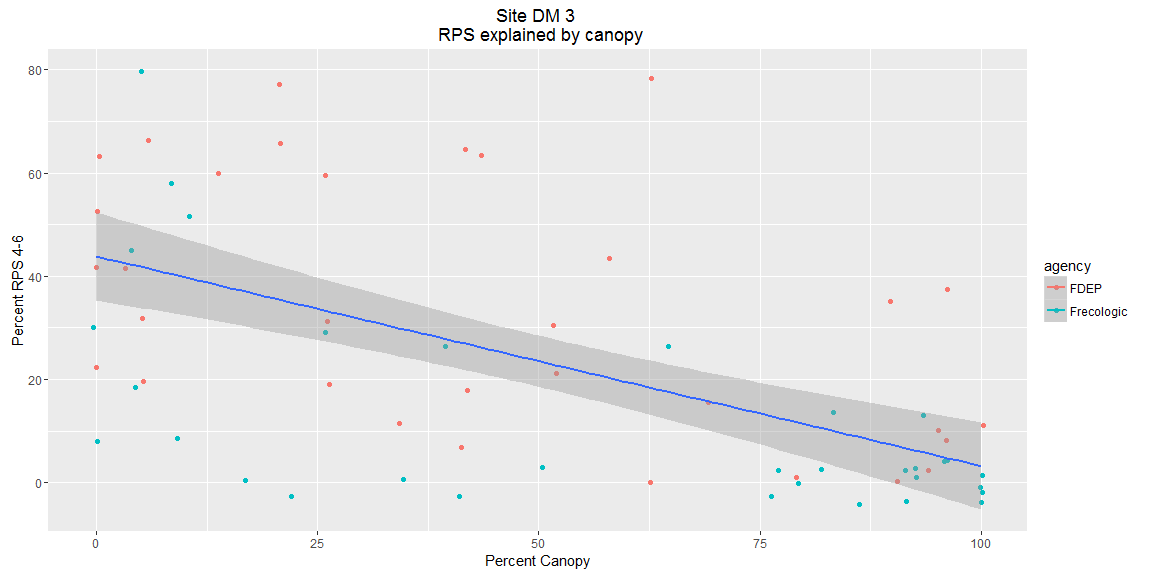 Site DM 3
RPS explained by canopy
Percent RPS 4-6
80
60
40
20
0
0
25
50
75
100
Percent Canopy
agency
FDEP
Frecologic